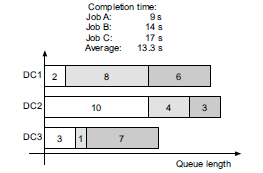 Completion time:
Job A: 9 s
Job B: 14 s
Job C: 17 s
Average: 13.3 s
DC1 2 8 6
DC2 10 4 3
DC3 3 1 7
Queue length